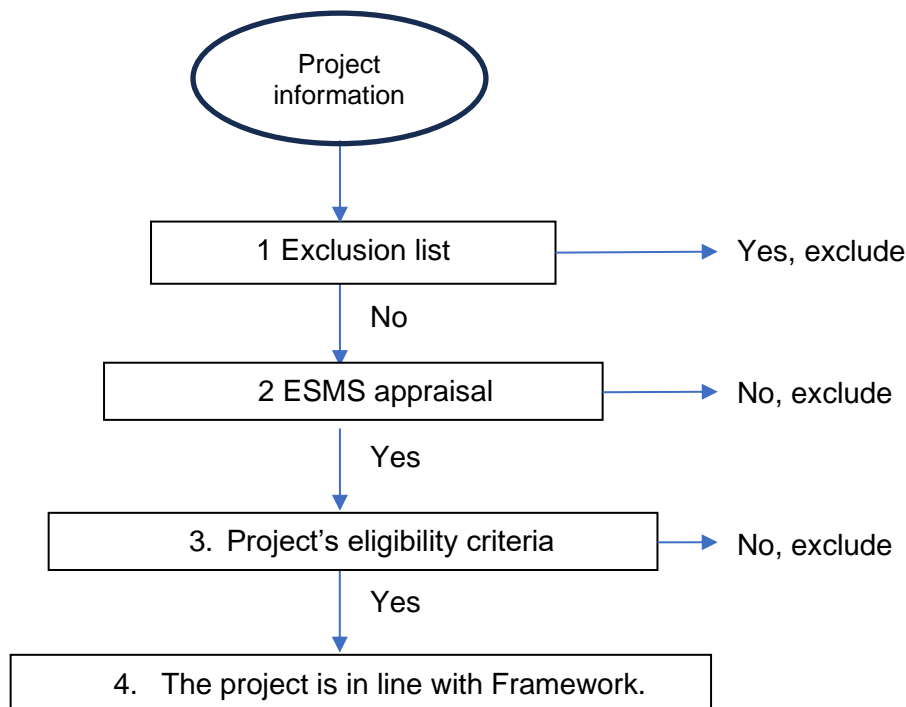 Project
information
1 Exclusion list
Yes, exclude
No
2 ESMS appraisal
No, exclude
Yes
3. Project’s eligibility criteria
No, exclude
Yes
4. The project is in line with Framework.